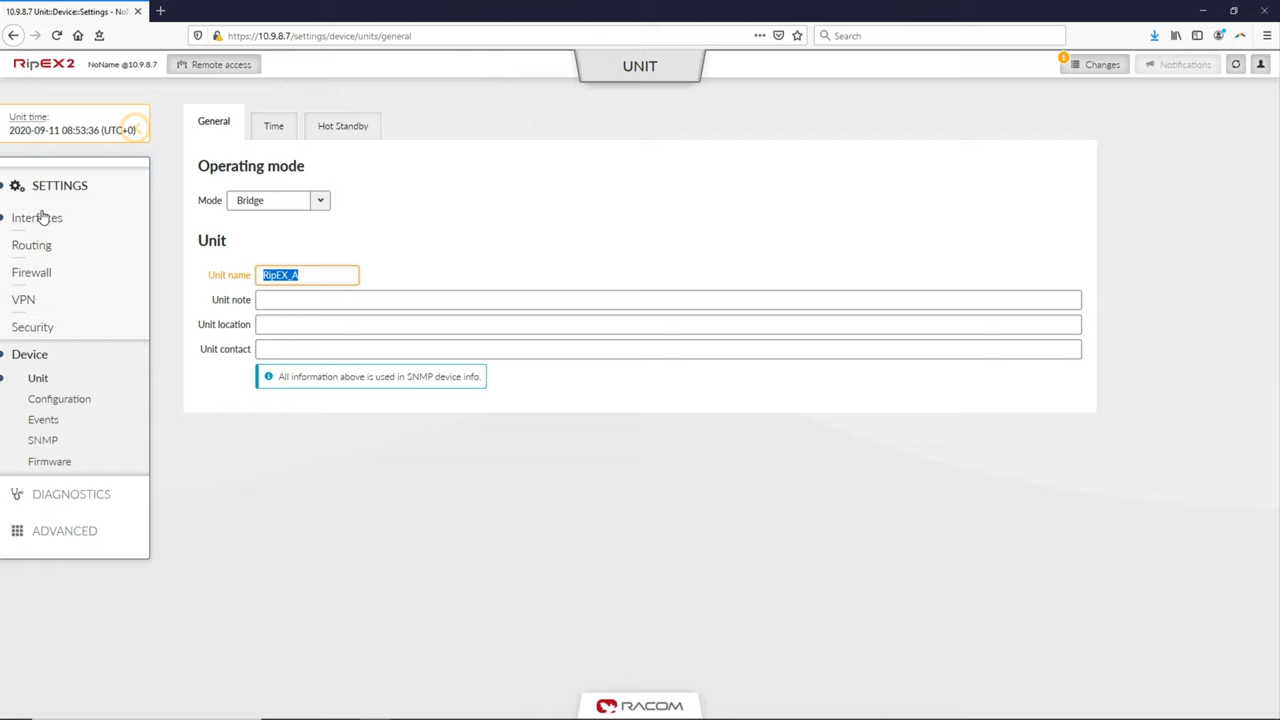 10.9.8.7 Unit::Device::Settings - No
https://10.9.8.7/settings/device/units/general
Search
RipEX2
NoName @10.9.8.7
Remote access
UNIT
1
Changes
Notifications
Unit time:
2020-09-11 08:53:36 (UTC+0)
SETTINGS
Interfaces
Routing
Firewall
VPN
Security
Device
Unit
Configuration
Events
SNMP
Firmware
DIAGNOSTICS
ADVANCED
General
Time
Hot Standby
Operating mode
Mode
Bridge
Unit
Unit name
RipEX_A
Unit note
Unit location
Unit contact
All information above is used in SNMP device info.
RACOM